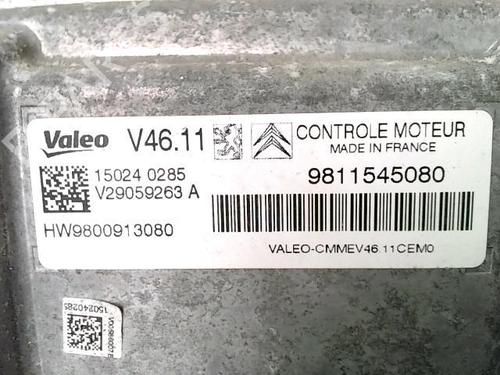 Valeo V46.11 CONTROLE MOTEUR
MADE IN FRANCE
15024 0285 9811545080
V29059263 A
HW9800913080
VALEO-CMMEV46.11CEM0
150240285